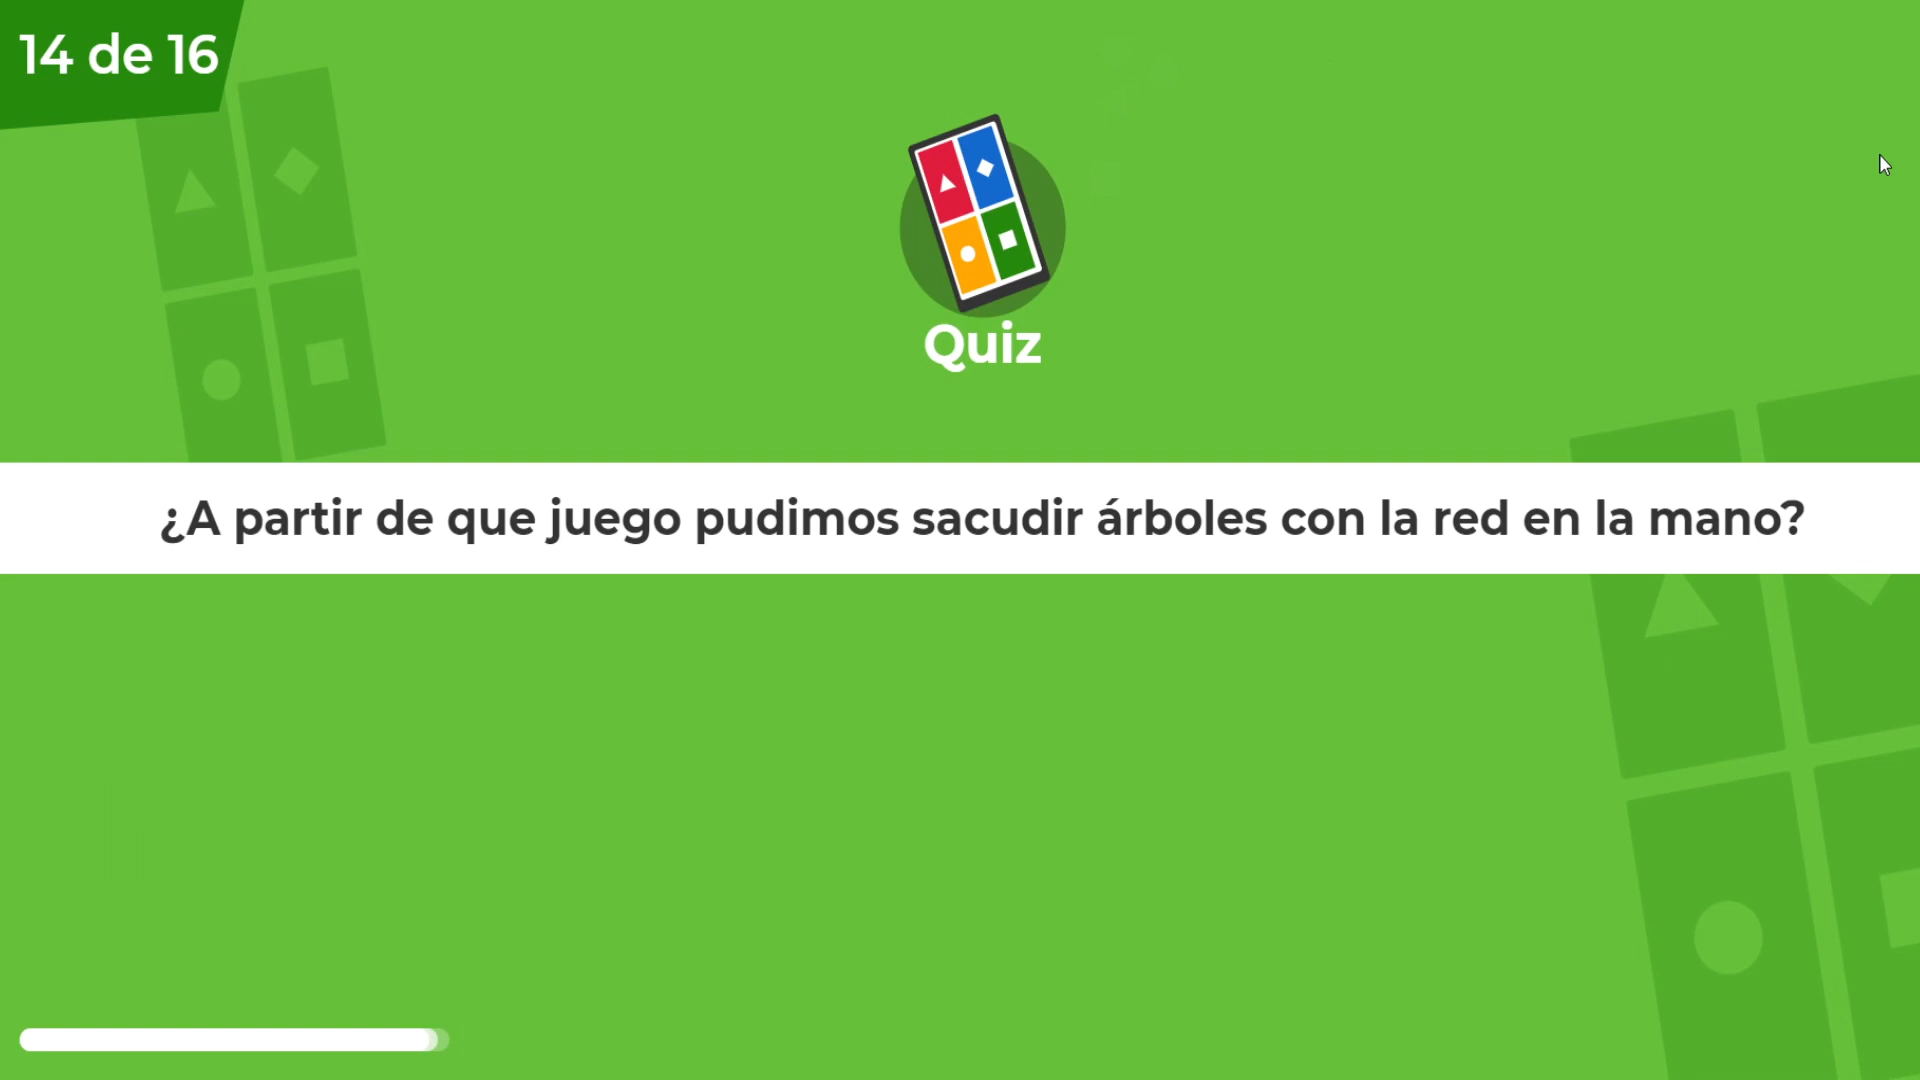 14 de 16
Quiz
¿A partir de que juego pudimos sacudir árboles con la red en la mano?